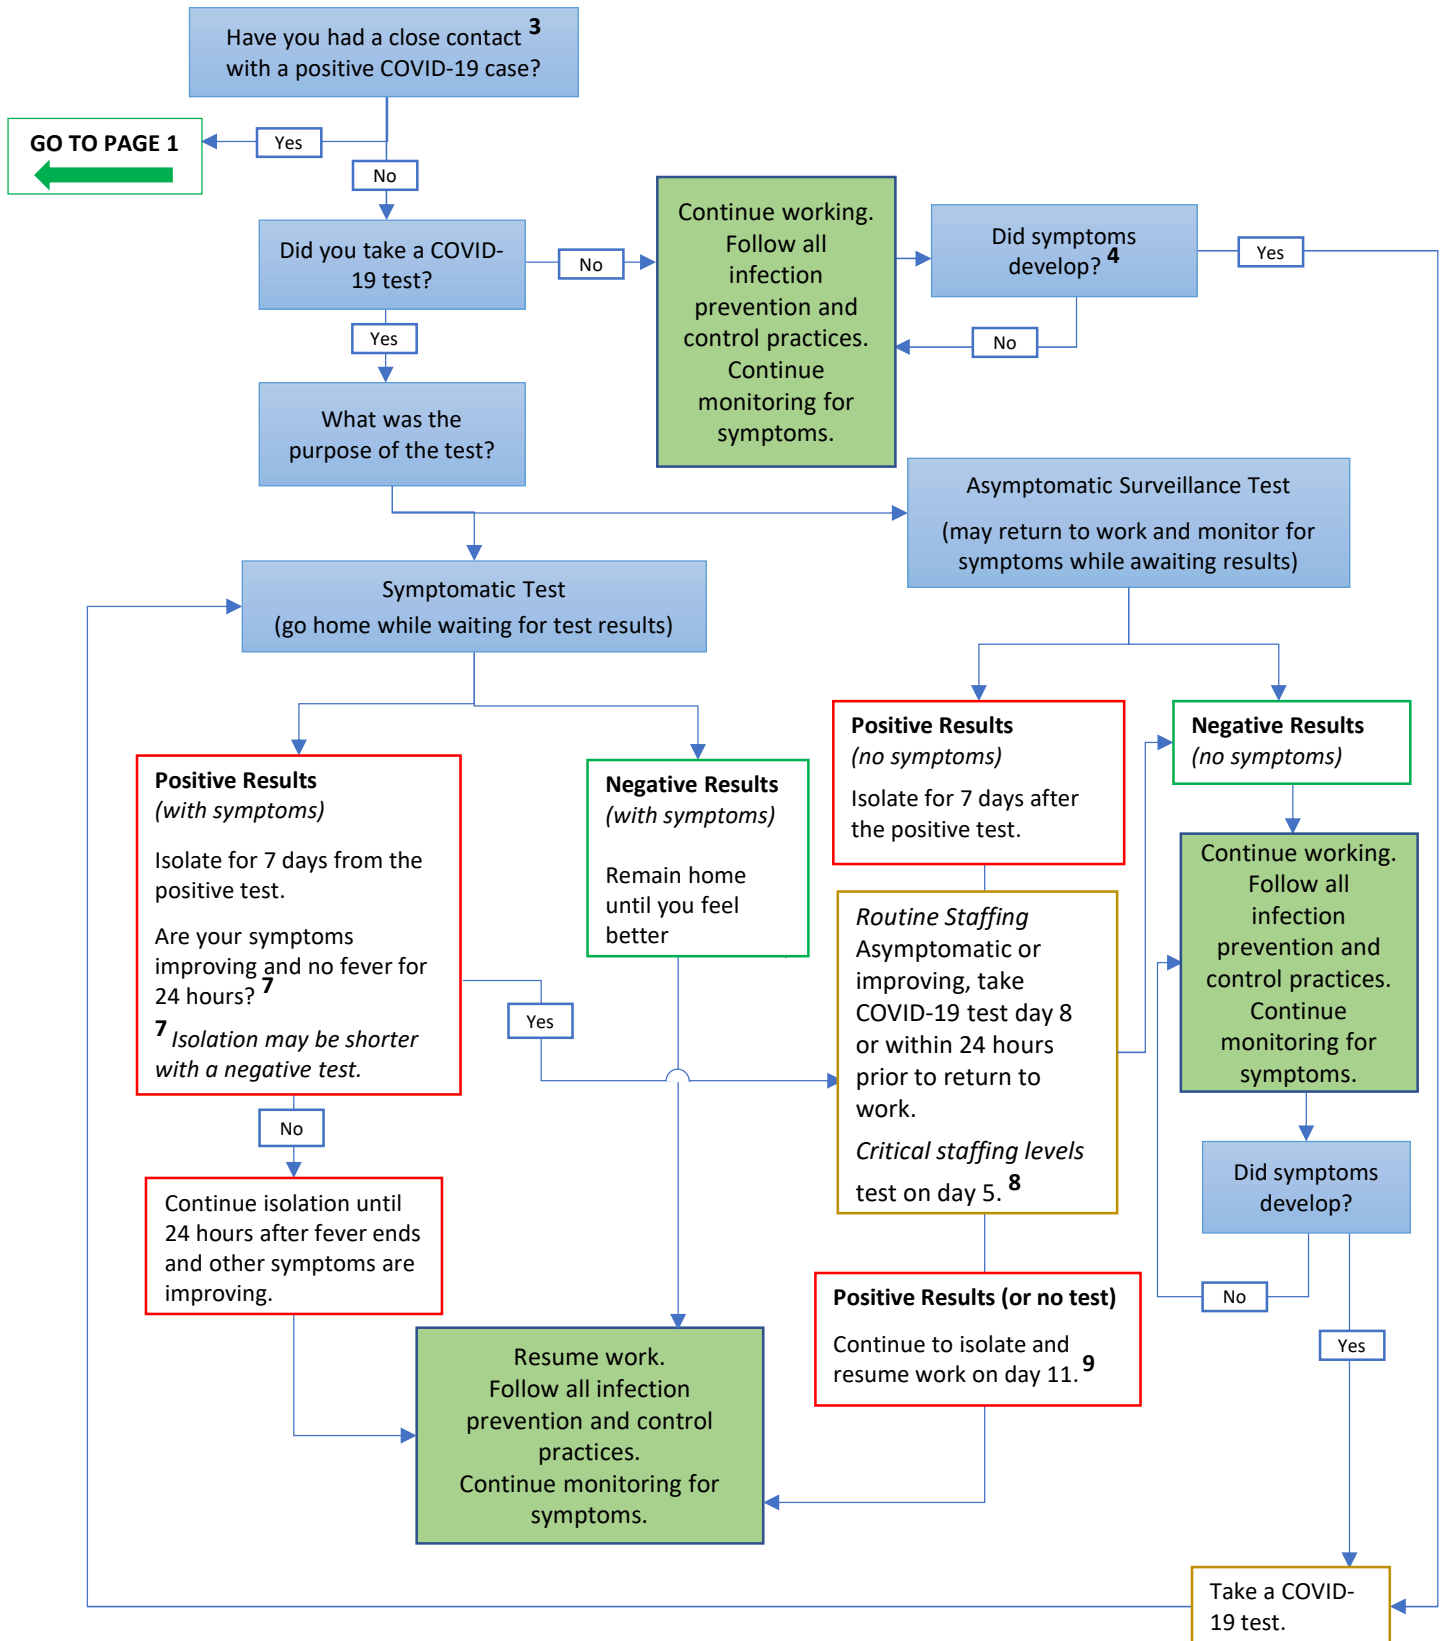 Have you had a close contact 3
with a positive COVID-19 case?
GO TO PAGE 1
Yes
No
Did you take a COVID-
19 test?
No
Yes
Continue working.
Follow all
infection
prevention and
control practices.
Continue
monitoring for
symptoms.
Did symptoms
develop? 4
Yes
No
What was the
purpose of the test?
Asymptomatic Surveillance Test
(may return to work and monitor for
symptoms while awaiting results)
Symptomatic Test
(go home while waiting for test results)
Positive Results
(with symptoms)
Isolate for 7 days from the
positive test.
Are your symptoms
improving and no fever for
24 hours? 7
7 Isolation may be shorter
with a negative test.
Negative Results
(with symptoms)
Remain home
until you feel
better
Positive Results
(no symptoms)
Isolate for 7 days after
the positive test.
Negative Results
(no symptoms)
Yes
Routine Staffing
Asymptomatic or
improving, take
COVID-19 test day 8
or within 24 hours
prior to return to
work.
Critical staffing levels
test on day 5. 8
Continue working.
Follow all
infection
prevention and
control practices.
Continue
monitoring for
symptoms.
No
Continue isolation until
24 hours after fever ends
and other symptoms are
improving.
Did symptoms
develop?
No
Yes
Positive Results (or no test)
Continue to isolate and
resume work on day 11. 9
Resume work.
Follow all infection
prevention and control
practices.
Continue monitoring for
symptoms.
Take a COVID-
19 test.